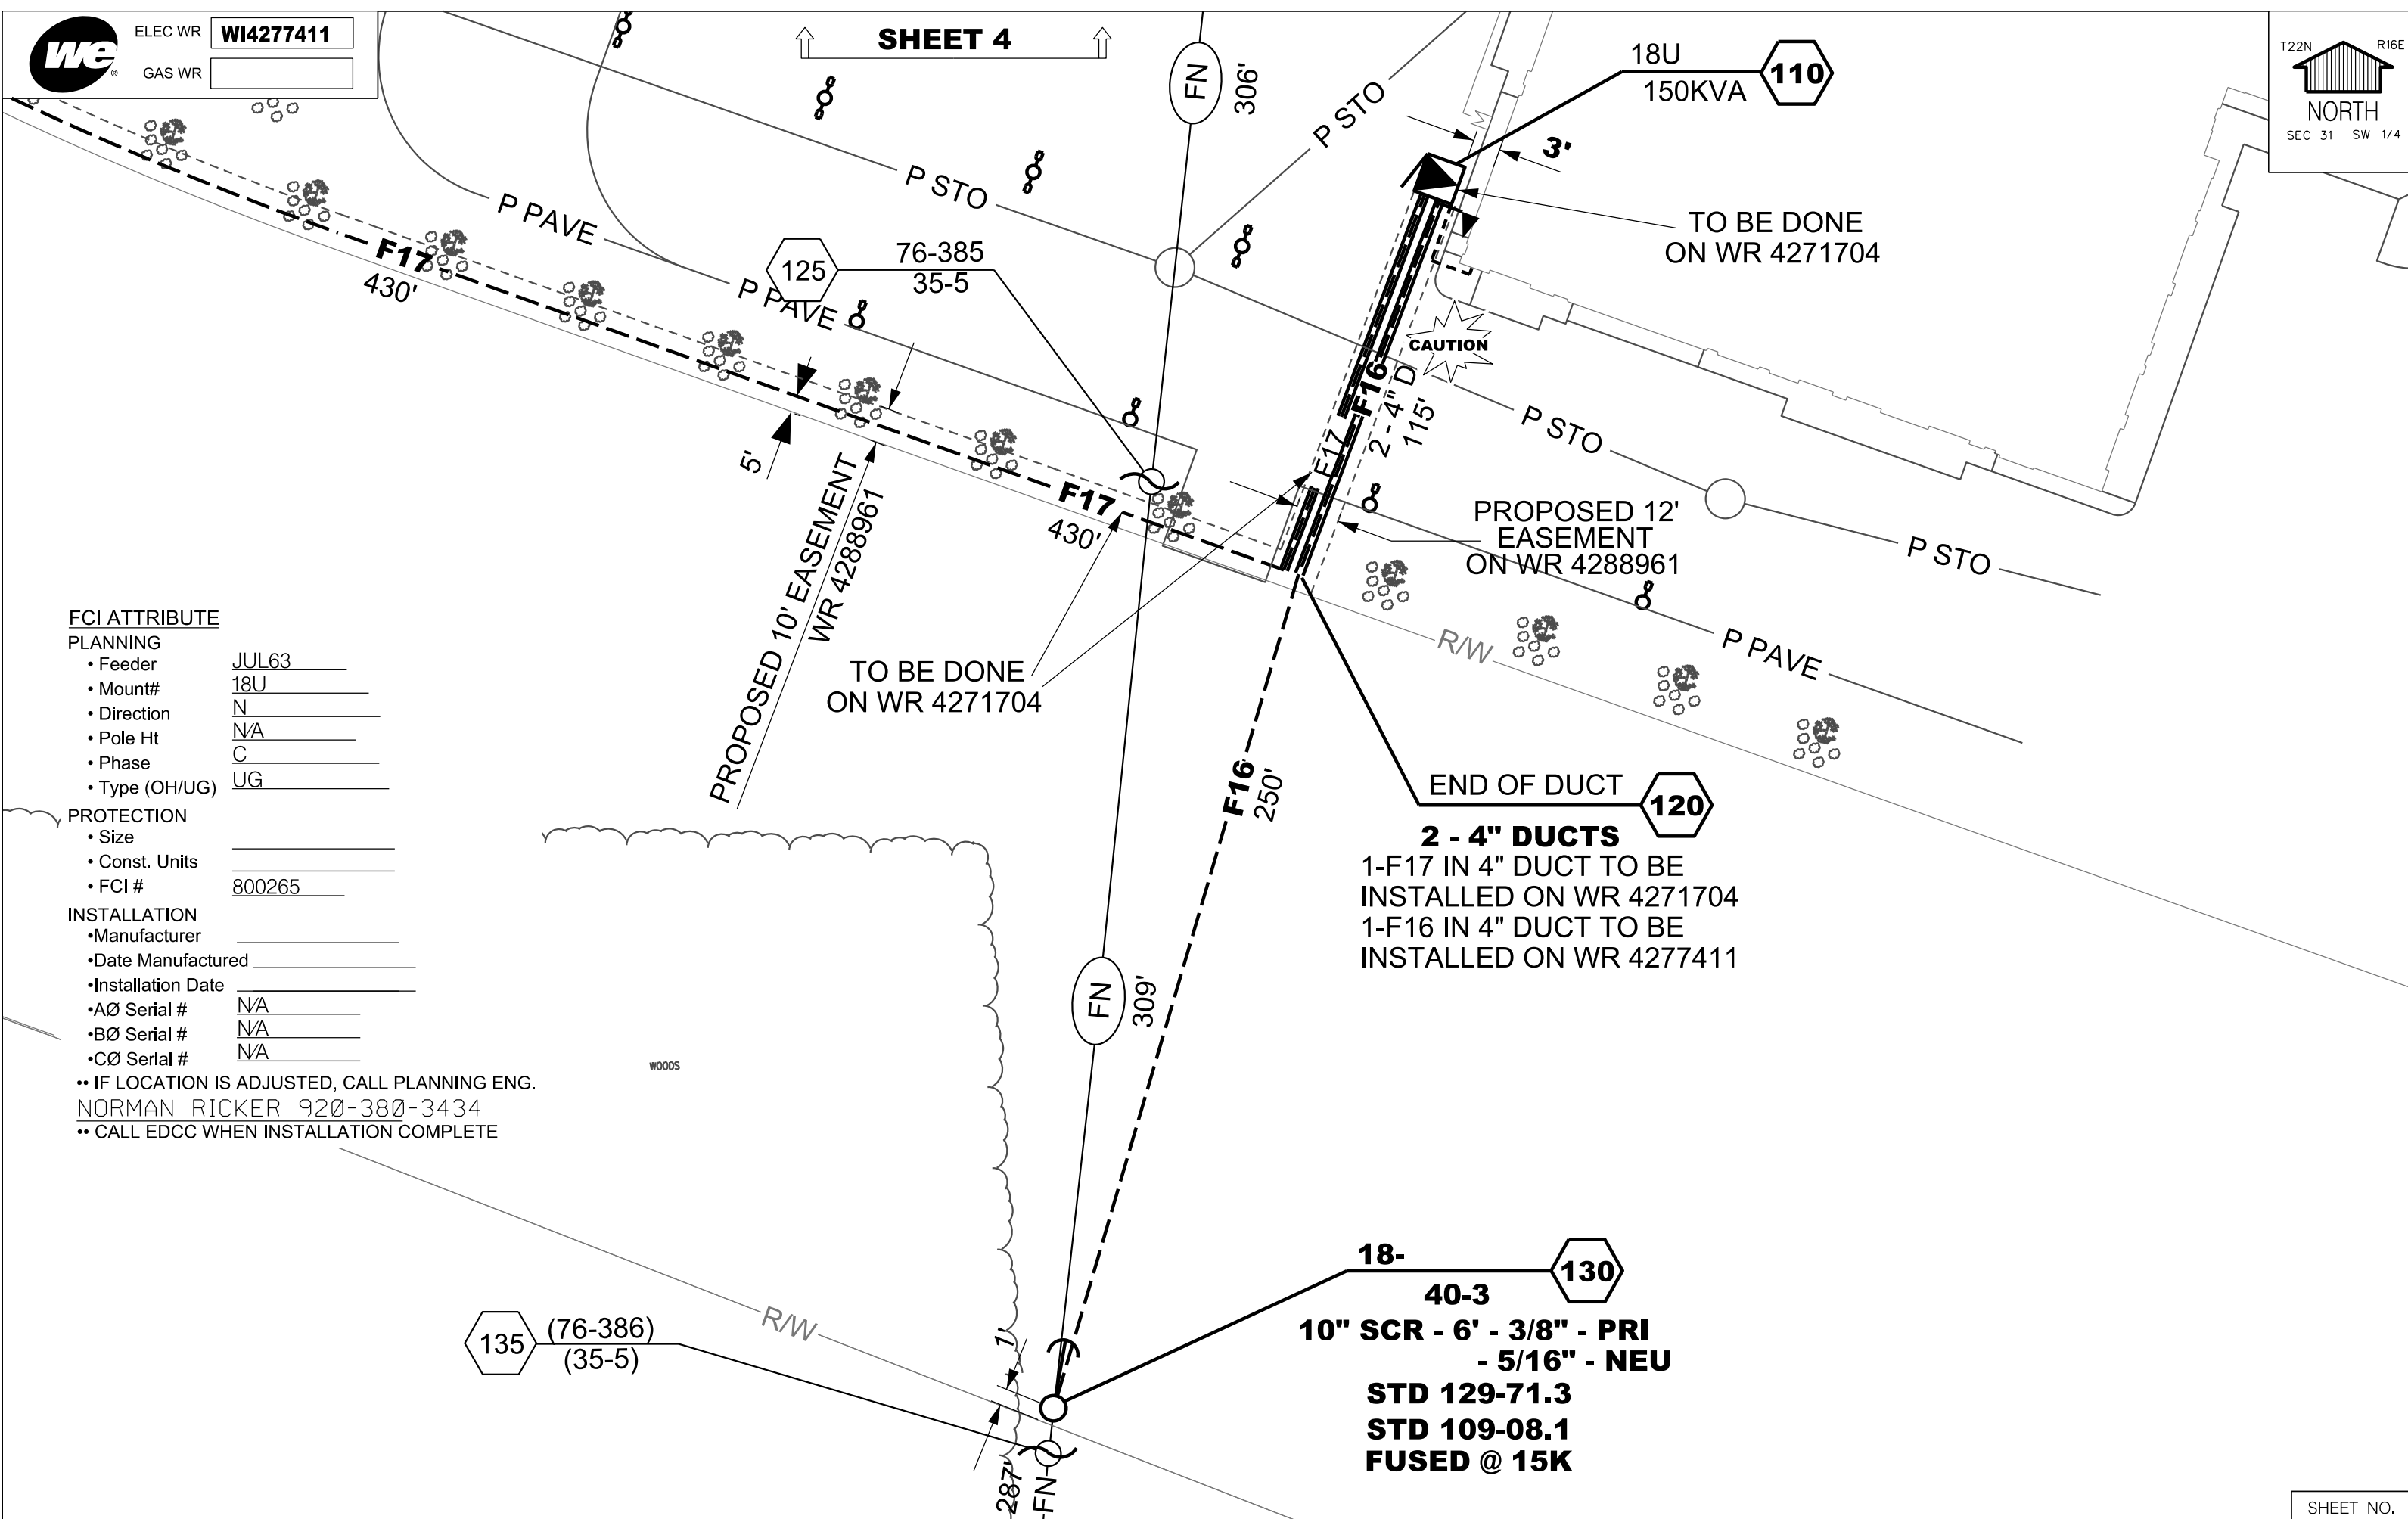 we
ELEC WR WI4277411
GAS WR
SHEET 4
FN
306'
P STO
18U
150KVA
110
T22N R16E
NORTH
SEC 31 SW 1/4
M
3'
TO BE DONE
ON WR 4271704
P STO
P PAVE
F17
430'
125
76-385
35-5
P PAVE
CAUTION
F16
2 - 4" D
115'
F17
P STO
5'
PROPOSED 10' EASEMENT
WR 4288961
F17
430'
PROPOSED 12'
EASEMENT
ON WR 4288961
P STO
R/W
P PAVE
TO BE DONE
ON WR 4271704
FCI ATTRIBUTE
PLANNING
• Feeder JUL63
• Mount# 18U
• Direction N
• Pole Ht N/A
• Phase C
• Type (OH/UG) UG
PROTECTION
• Size
• Const. Units
• FCI # 800265
INSTALLATION
•Manufacturer
•Date Manufactured
•Installation Date
•AØ Serial # N/A
•BØ Serial # N/A
•CØ Serial # N/A
•• IF LOCATION IS ADJUSTED, CALL PLANNING ENG.
NORMAN RICKER 920-380-3434
•• CALL EDCC WHEN INSTALLATION COMPLETE
F16
250'
END OF DUCT
120
2 - 4" DUCTS
1-F17 IN 4" DUCT TO BE
INSTALLED ON WR 4271704
1-F16 IN 4" DUCT TO BE
INSTALLED ON WR 4277411
FN
309'
WOODS
18-
40-3
130
10" SCR - 6' - 3/8" - PRI
- 5/16" - NEU
STD 129-71.3
STD 109-08.1
FUSED @ 15K
R/W
135
(76-386)
(35-5)
1'
287'
FN
SHEET NO.